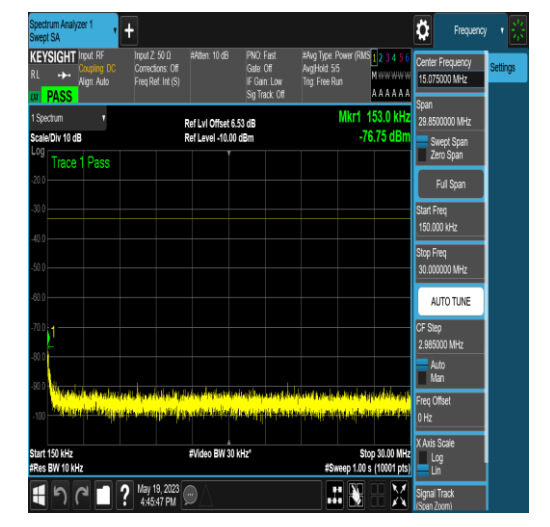 Spectrum Analyzer 1
Swept SA
+
Frequency
KEYSIGHT
RL
PASS
Input: RF
Coupling: DC
Align: Auto
Input Z: 50 Ω
Corrections: Off
Freq Ref: Int (S)
#Atten: 10 dB
PNO: Fast
Gate: Off
IF Gain: Low
Sig Track: Off
#Avg Type: Power (RMS
Avg|Hold: 5/5
Trig: Free Run
1 2 3 4 5 6
M W W W W W
A A A A A A
Center Frequency
15.075000 MHz
Settings
Span
29.8500000 MHz
Swept Span
Zero Span
Full Span
Start Freq
150.000 kHz
Stop Freq
30.000000 MHz
AUTO TUNE
CF Step
2.985000 MHz
Auto
Man
Freq Offset
0 Hz
X Axis Scale
Log
Lin
Signal Track
(Span Zoom)
1 Spectrum
Scale/Div 10 dB
Ref Lvl Offset 6.53 dB
Ref Level -10.00 dBm
Mkr1 153.0 kHz
-76.75 dBm
Log
Trace 1 Pass
-20.0
-30.0
-50.0
-60.0
-70.0
1
-80.0
-90.0
-100
Start 150 kHz
#Res BW 10 kHz
#Video BW 30 kHz*
Stop 30.00 MHz
#Sweep 1.00 s (10001 pts)
?
May 19, 2023
4:45:47 PM